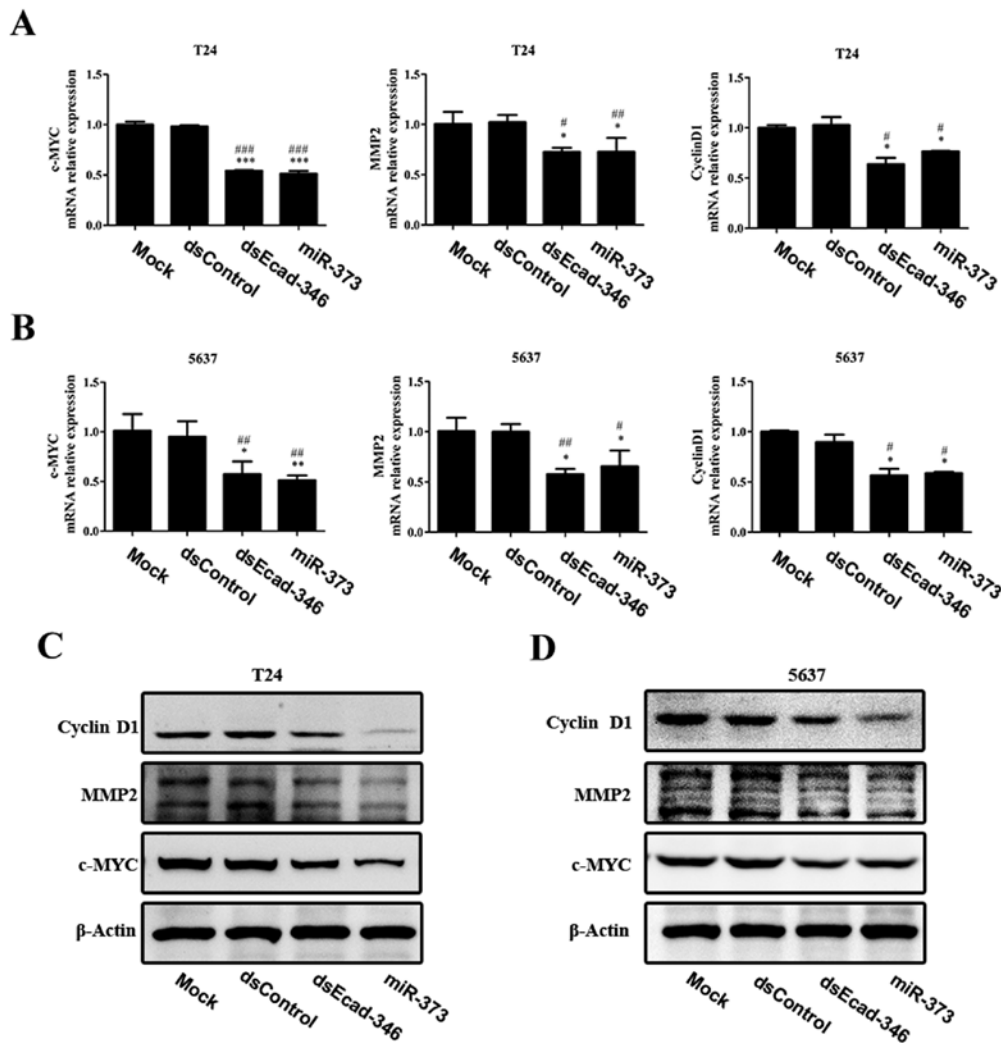 A
T24
c-MYC
mRNA relative expression
1.5
1.0
0.5
0.0
###
***
###
***
Mock
dsControl
dsEcad-346
miR-373
T24
MMP2
mRNA relative expression
1.5
1.0
0.5
0.0
#
*
##
*
Mock
dsControl
dsEcad-346
miR-373
T24
CyclinD1
mRNA relative expression
1.5
1.0
0.5
0.0
#
*
#
*
Mock
dsControl
dsEcad-346
miR-373
B
5637
c-MYC
mRNA relative expression
1.5
1.0
0.5
0.0
##
*
##
**
Mock
dsControl
dsEcad-346
miR-373
5637
MMP2
mRNA relative expression
1.5
1.0
0.5
0.0
##
*
#
*
Mock
dsControl
dsEcad-346
miR-373
5637
CyclinD1
mRNA relative expression
1.5
1.0
0.5
0.0
#
*
#
*
Mock
dsControl
dsEcad-346
miR-373
C
T24
Cyclin D1
MMP2
c-MYC
β-Actin
Mock
dsControl
dsEcad-346
miR-373
D
5637
Cyclin D1
MMP2
c-MYC
β-Actin
Mock
dsControl
dsEcad-346
miR-373